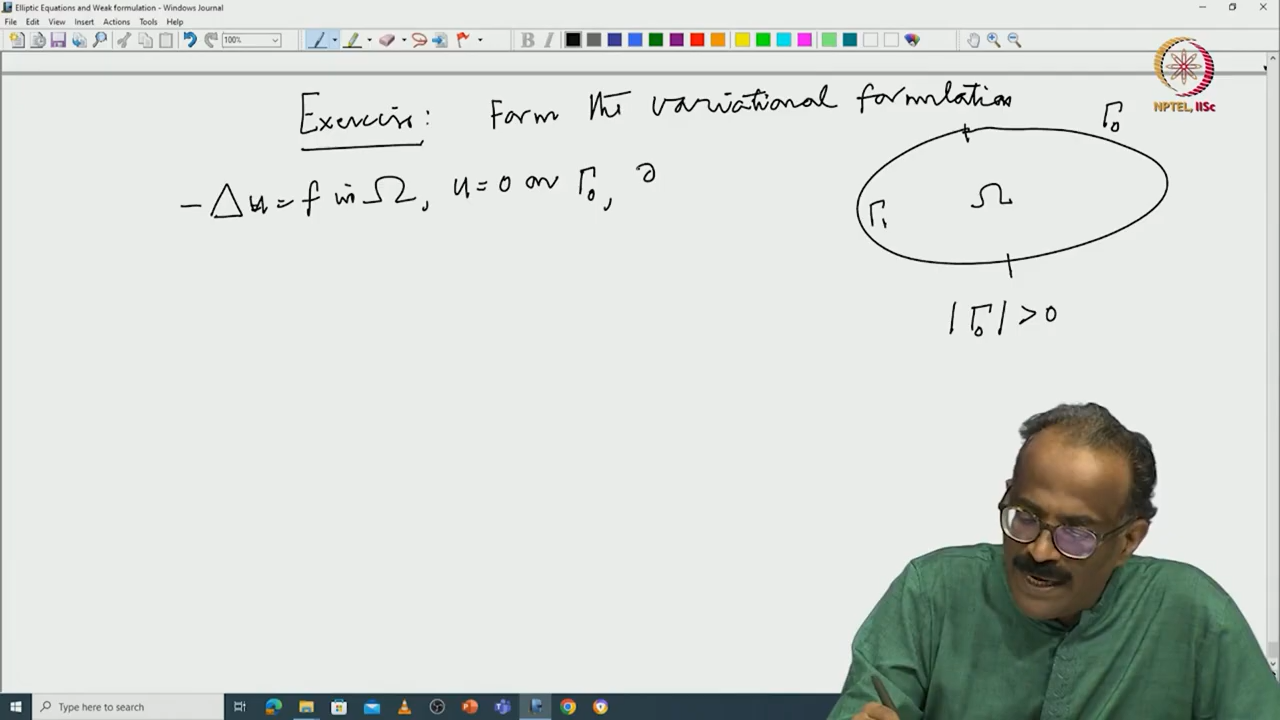 Elliptic Equations and Weak formulation - Windows Journal
File Edit View Insert Actions Tools Help
100%
B I
NPTEL, IISc
Exercise: Form the variational formulation
Γ₀
-Δu = f in Ω, u = 0 on Γ₀, ∂
Ω
Γ₁
|Γ₀| > 0
Type here to search